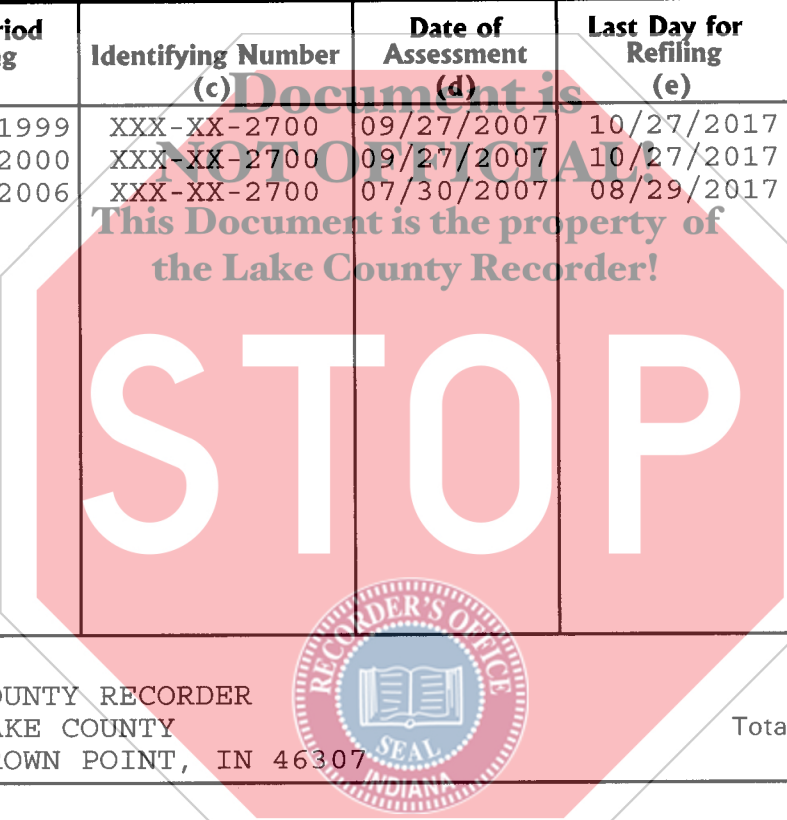 riod
g
Identifying Number
(c)
Date of
Assessment
(d)
Last Day for
Refiling
(e)
Document is
1999 XXX-XX-2700 09/27/2007 10/27/2017
2000 XXX-XX-2700 09/27/2007 10/27/2017
NOT OFFICIAL!
2006 XXX-XX-2700 07/30/2007 08/29/2017
This Document is the property of
the Lake County Recorder!
STOP
RECORDER'S OFFICE
SEAL
INDIANA
OUNTY RECORDER
AKE COUNTY
Tota
ROWN POINT, IN 46307